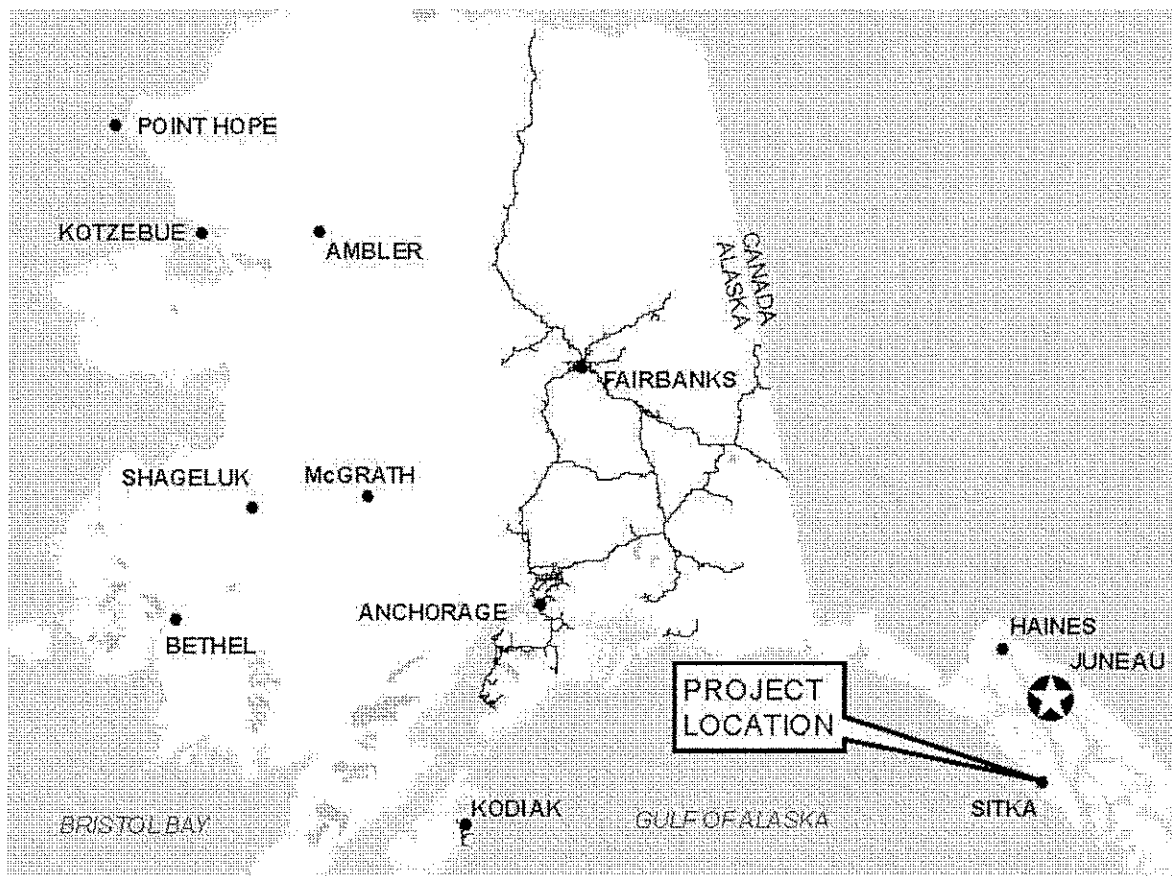 POINT HOPE
KOTZEBUE
AMBLER
CANADA
ALASKA
FAIRBANKS
SHAGELUK
McGRATH
ANCHORAGE
BETHEL
HAINES
JUNEAU
PROJECT
LOCATION
SITKA
KODIAK
BRISTOL BAY
GULF OF ALASKA